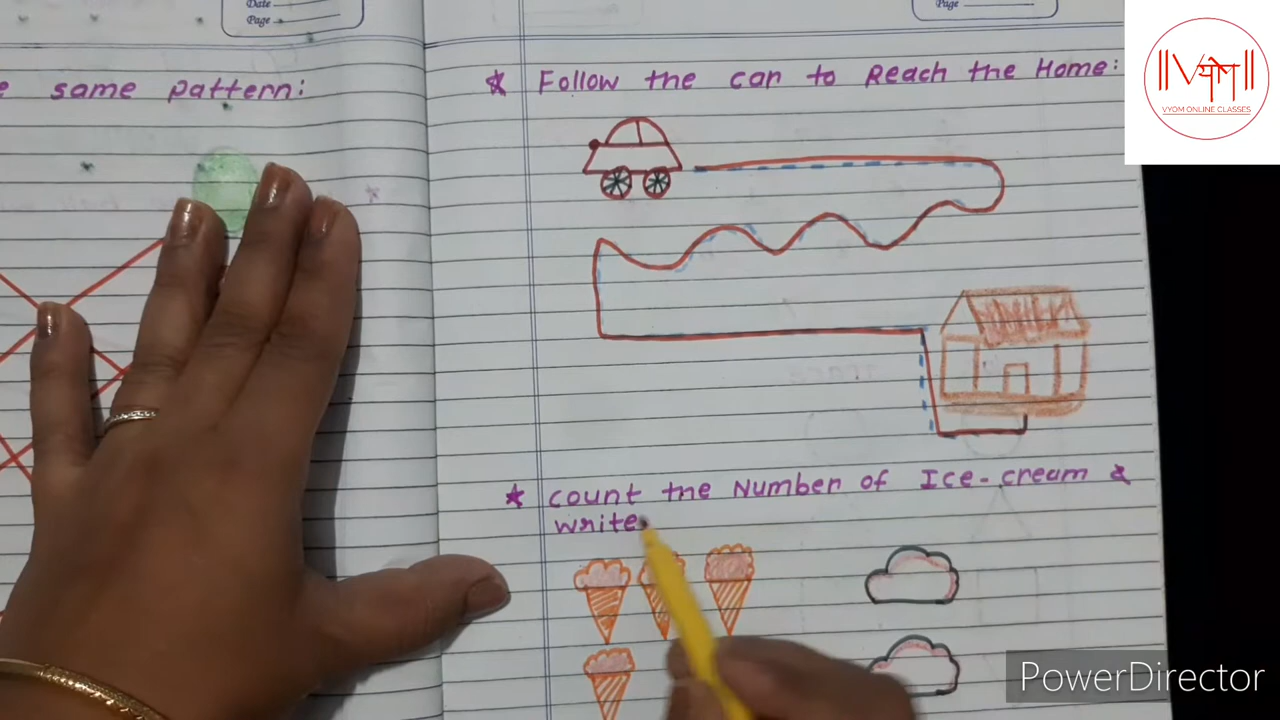 Date
Page
Page
e same pattern:
* Follow the car to Reach the Home:
* count the Number of Ice-cream &
write
||व्योम||
VYOM ONLINE CLASSES
PowerDirector